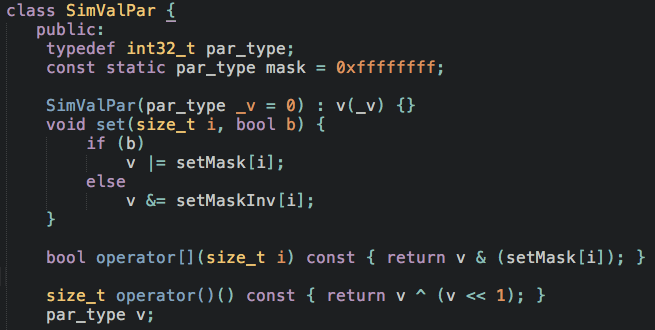 class SimValPar {
public:
typedef int32_t par_type;
const static par_type mask = 0xffffffff;
SimValPar(par_type _v = 0) : v(_v) {}
void set(size_t i, bool b) {
if (b)
v |= setMask[i];
else
v &= setMaskInv[i];
}
bool operator[](size_t i) const { return v & (setMask[i]); }
size_t operator()() const { return v ^ (v << 1); }
par_type v;